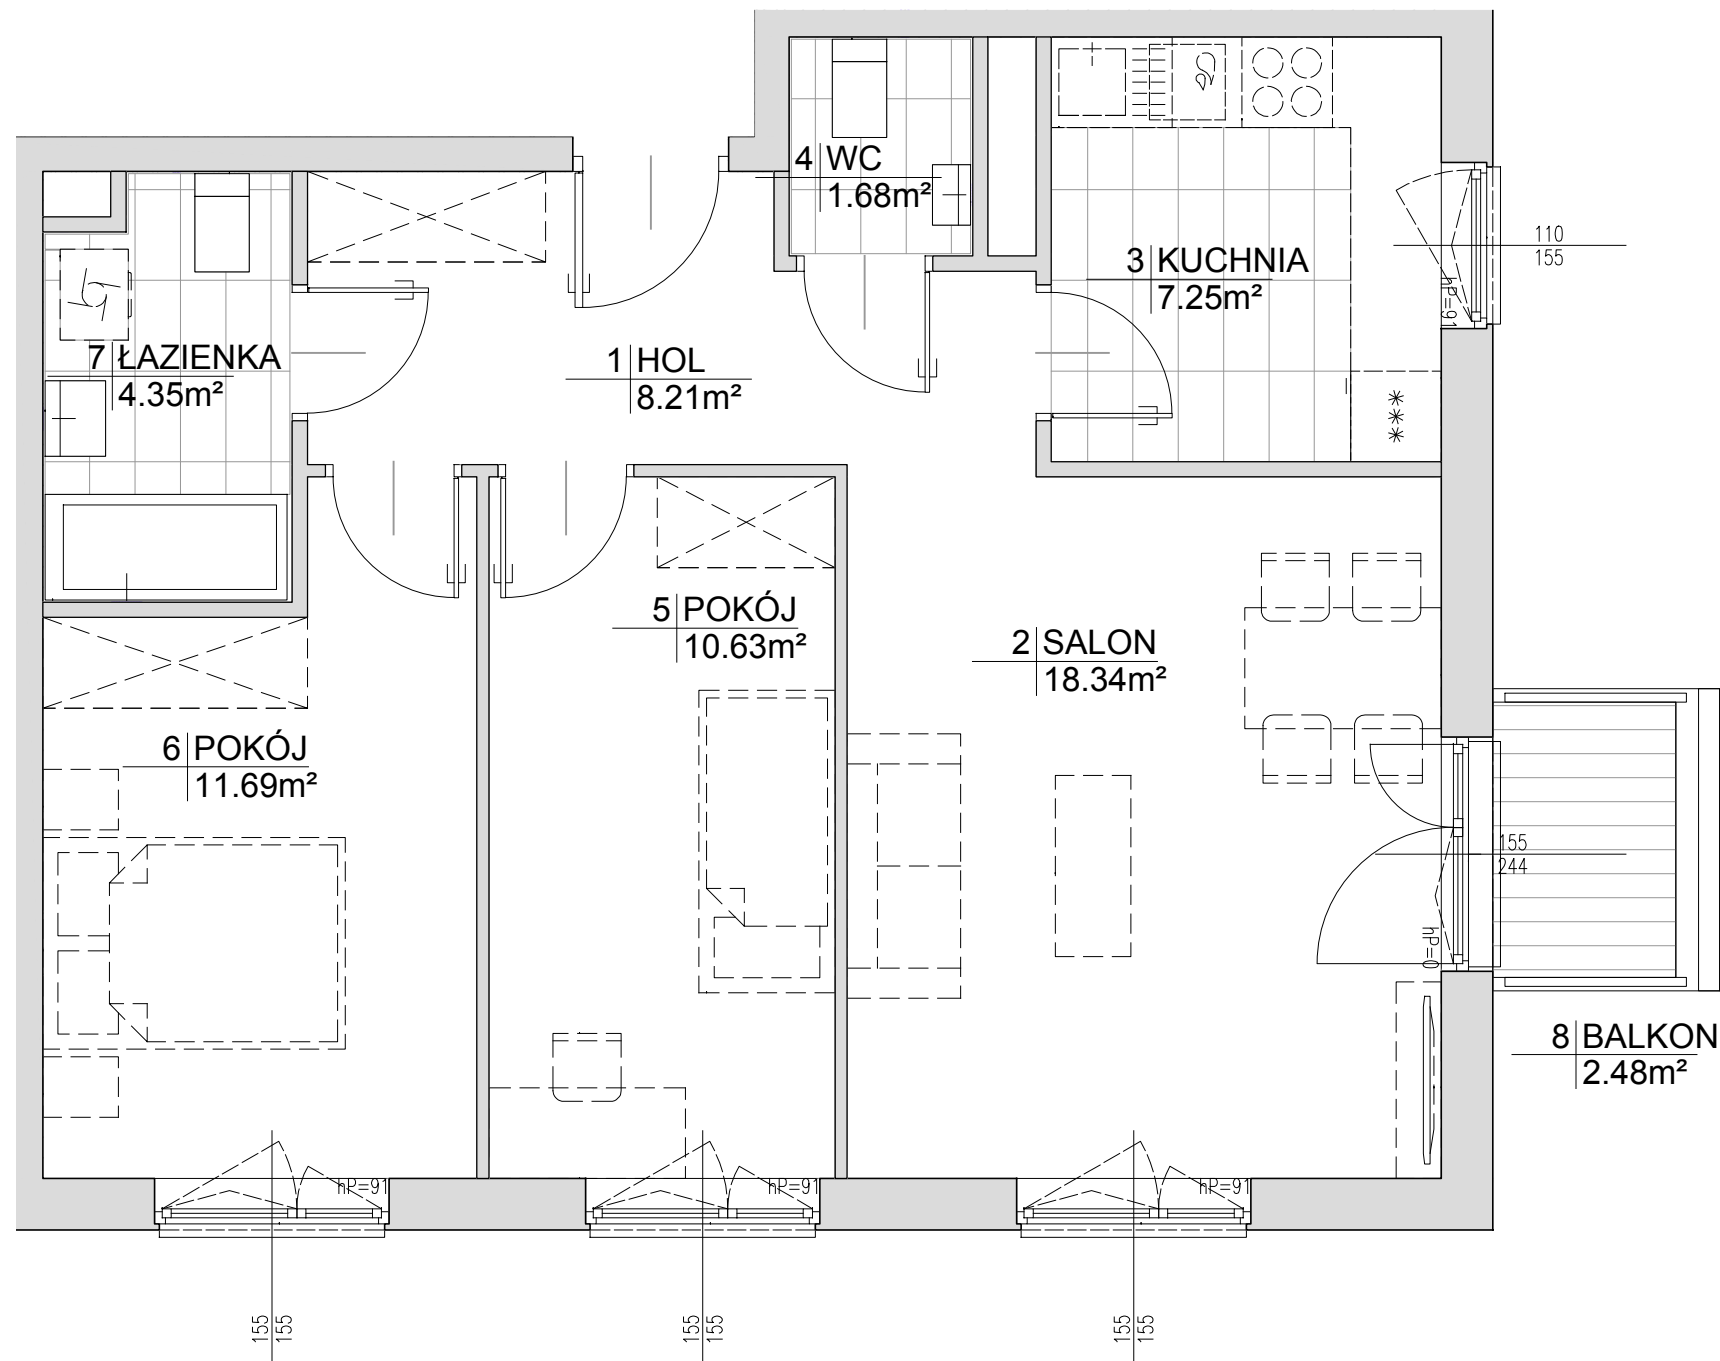 4 WC
1.68m²
3 KUCHNIA
7.25m²
110
155
hP=91
7 ŁAZIENKA
4.35m²
1 HOL
8.21m²
5 POKÓJ
10.63m²
2 SALON
18.34m²
6 POKÓJ
11.69m²
155
244
hP=0
8 BALKON
2.48m²
hP=91
hP=91
hP=91
155
155
155
155
155
155